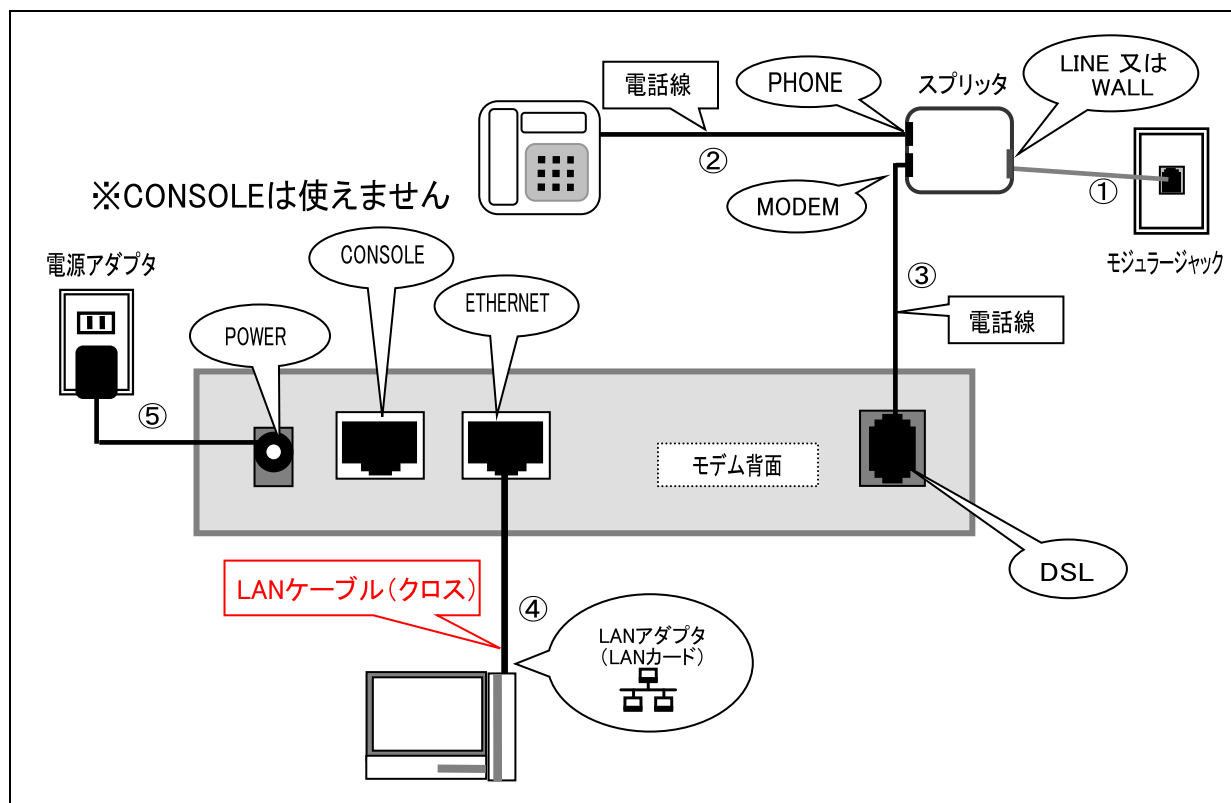 電話線
PHONE
スプリッタ
LINE 又は
WALL
②
①
※CONSOLEは使えません
MODEM
モジュラージャック
電源アダプタ
CONSOLE
ETHERNET
③
電話線
POWER
⑤
モデム背面
DSL
LANケーブル(クロス)
④
LANアダプタ
(LANカード)